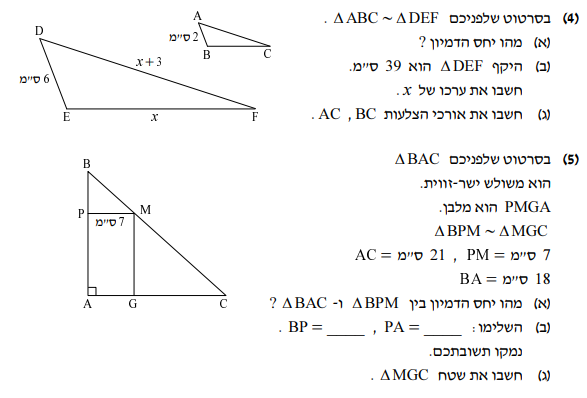 (4) בסרטוט שלפניכם ΔABC ~ ΔDEF .
(א) מהו יחס הדמיון ?
(ב) היקף ΔDEF הוא 39 ס״מ.
חשבו את ערכו של x .
(ג) חשבו את אורכי הצלעות AC , BC .
A
2 ס״מ
B
C
D
x+3
6 ס״מ
E
x
F
(5) בסרטוט שלפניכם ΔBAC
הוא משולש ישר-זווית.
PMGA הוא מלבן.
ΔBPM ~ ΔMGC
7 ס״מ = PM , 21 ס״מ = AC
18 ס״מ = BA
(א) מהו יחס הדמיון בין ΔBPM ו- ΔBAC ?
(ב) השלימו : BP = _____ , PA = _____ .
נמקו תשובתכם.
(ג) חשבו את שטח ΔMGC .
B
P
M
7 ס״מ
A
G
C